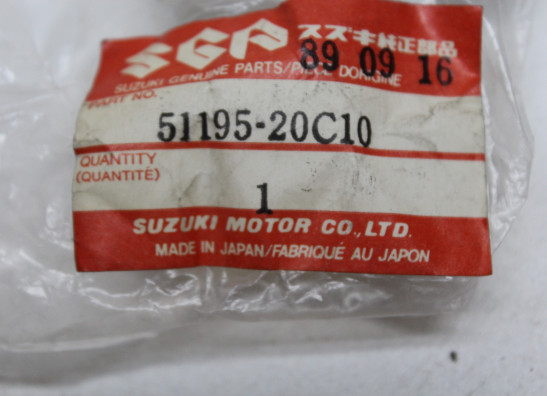 SGP スズキ純正部品
89 09 16
SUZUKI GENUINE PARTS/PIECE D'ORIGINE
PART NO.
51195-20C10
QUANTITY
(QUANTITÉ)
1
SUZUKI MOTOR CO., LTD.
MADE IN JAPAN/FABRIQUÉ AU JAPON